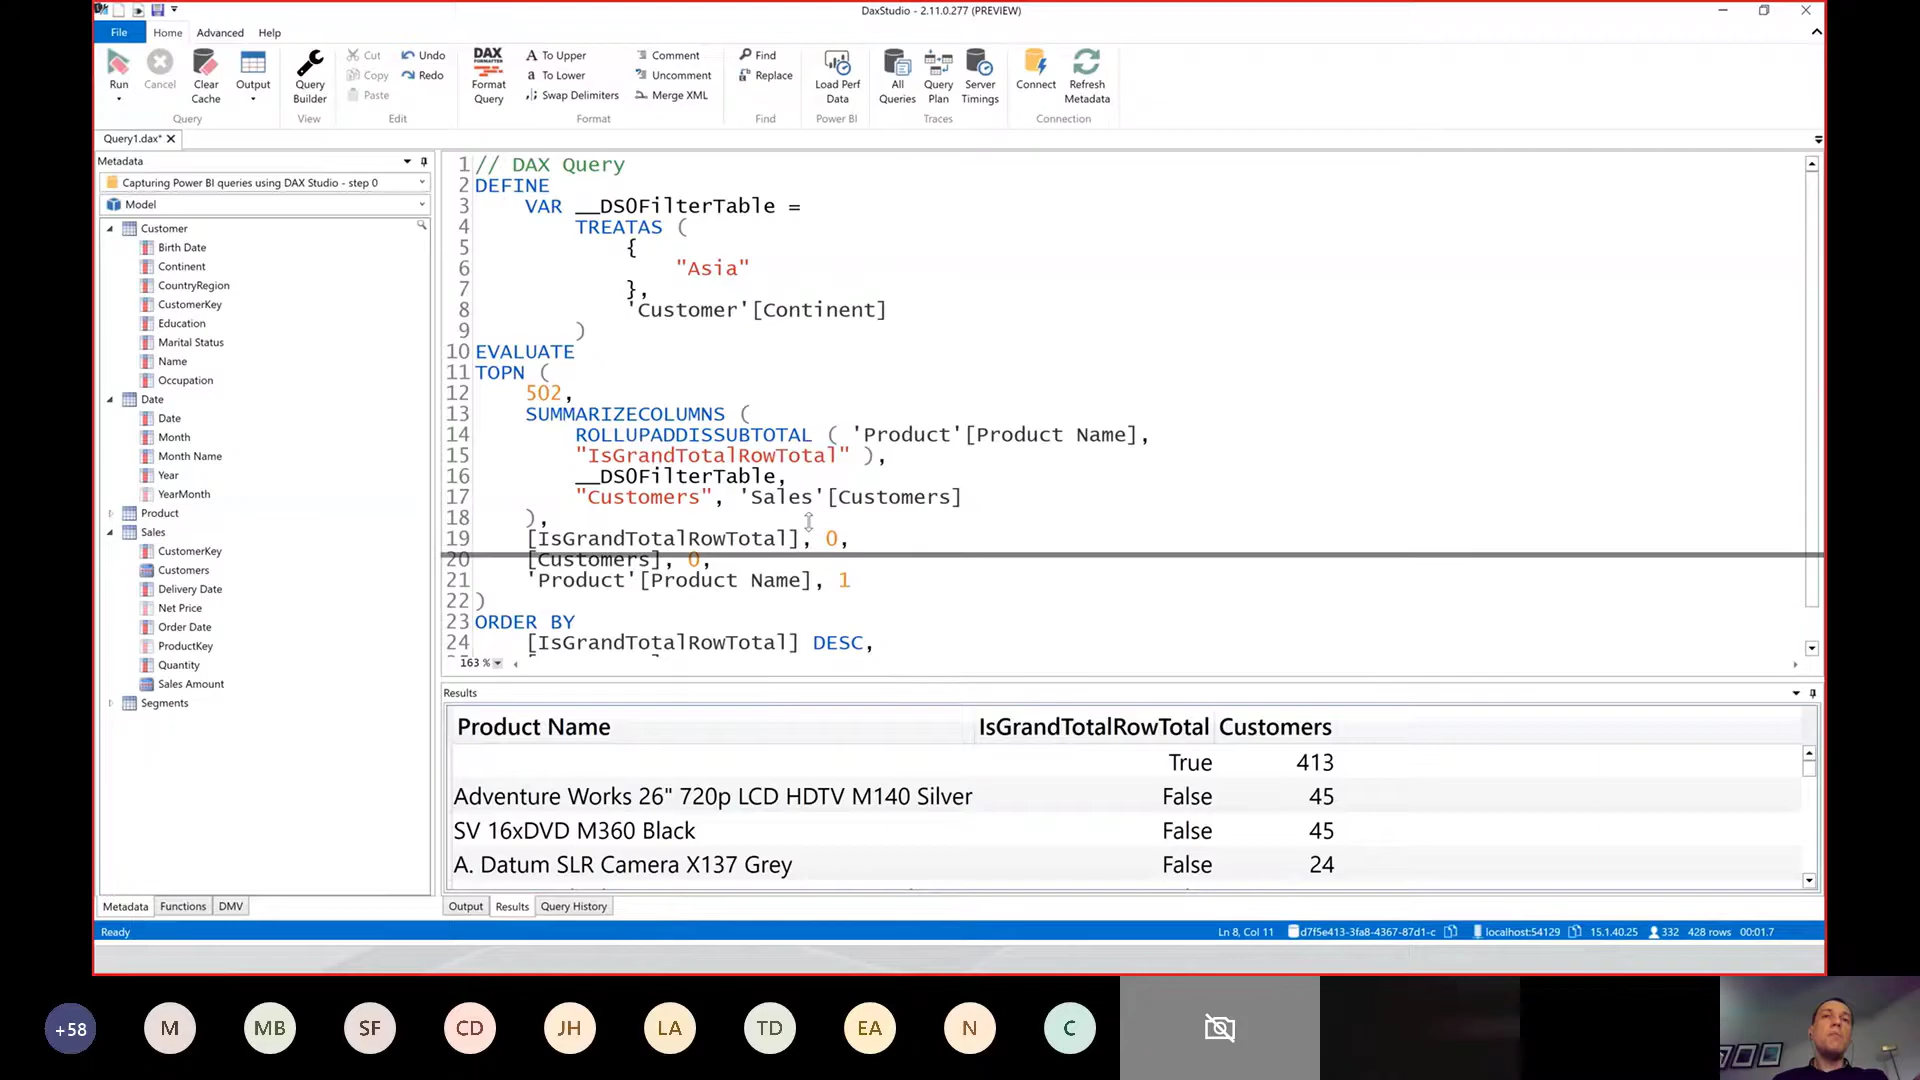 DaxStudio - 2.11.0.277 (PREVIEW)
File Home Advanced Help
Run
Cancel
Clear Cache
Output
Query
Query Builder
View
Cut
Copy
Paste
Undo
Redo
Edit
DAX FORMATTER
Format Query
To Upper
To Lower
Swap Delimiters
Comment
Uncomment
Merge XML
Format
Find
Replace
Find
Load Perf Data
Power BI
All Queries
Query Plan
Server Timings
Traces
Connect
Refresh Metadata
Connection
Query1.dax*
Metadata
Capturing Power BI queries using DAX Studio - step 0
Model
Customer
Birth Date
Continent
CountryRegion
CustomerKey
Education
Marital Status
Name
Occupation
Date
Date
Month
Month Name
Year
YearMonth
Product
Sales
CustomerKey
Customers
Delivery Date
Net Price
Order Date
ProductKey
Quantity
Sales Amount
Segments
Metadata Functions DMV
1 // DAX Query
2 DEFINE
3 VAR __DS0FilterTable =
4 TREATAS (
5 {
6 "Asia"
7 },
8 'Customer'[Continent]
9 )
10 EVALUATE
11 TOPN (
12 502,
13 SUMMARIZECOLUMNS (
14 ROLLUPADDISSUBTOTAL ( 'Product'[Product Name],
15 "IsGrandTotalRowTotal" ),
16 __DS0FilterTable,
17 "Customers", 'Sales'[Customers]
18 ),
19 [IsGrandTotalRowTotal], 0,
20 [Customers], 0,
21 'Product'[Product Name], 1
22 )
23 ORDER BY
24 [IsGrandTotalRowTotal] DESC,
163 %
Results
Product Name IsGrandTotalRowTotal Customers
True 413
Adventure Works 26" 720p LCD HDTV M140 Silver False 45
SV 16xDVD M360 Black False 45
A. Datum SLR Camera X137 Grey False 24
Output Results Query History
Ready
Ln 8, Col 11 d7f5e413-3fa8-4367-87d1-c localhost:54129 15.1.40.25 332 428 rows 00:01.7
+58 M MB SF CD JH LA TD EA N C